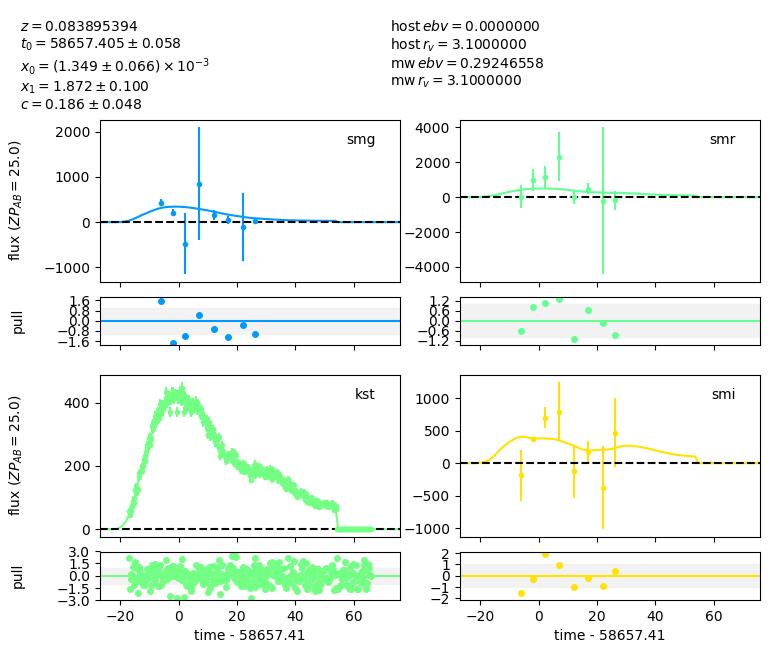 z = 0.083895394
t₀ = 58657.405 ± 0.058
x₀ = (1.349 ± 0.066) × 10⁻³
x₁ = 1.872 ± 0.100
c = 0.186 ± 0.048
host ebv = 0.0000000
host r_v = 3.1000000
mw ebv = 0.29246558
mw r_v = 3.1000000
smg
2000
1000
0
−1000
flux (ZP_AB = 25.0)
smr
4000
2000
0
−2000
−4000
1.6
0.8
0.0
−0.8
−1.6
pull
1.2
0.6
0.0
−0.6
−1.2
kst
400
200
0
flux (ZP_AB = 25.0)
smi
1000
500
0
−500
−1000
3.0
1.5
0.0
−1.5
−3.0
pull
−20 0 20 40 60
time - 58657.41
2
1
0
−1
−2
−20 0 20 40 60
time - 58657.41